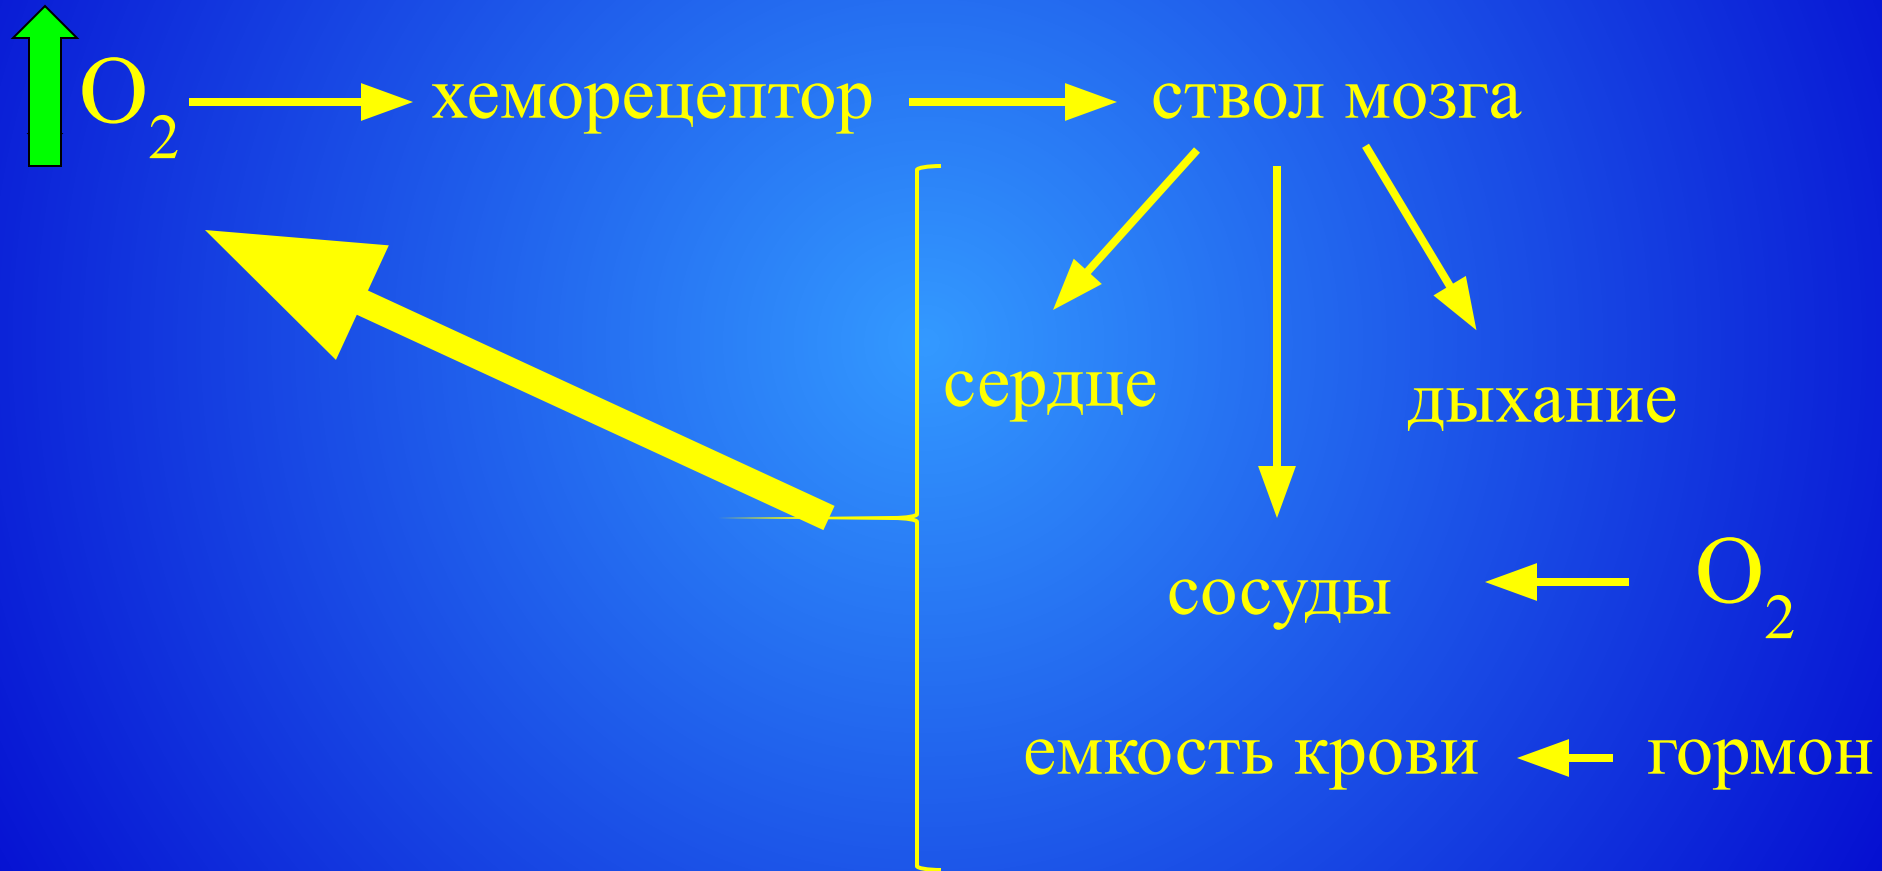 O2 хеморецептор ствол мозга
сердце дыхание
сосуды O2
емкость крови гормон